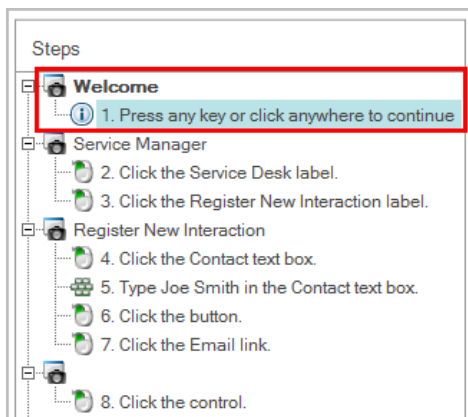 Steps
Welcome
1. Press any key or click anywhere to continue
Service Manager
2. Click the Service Desk label.
3. Click the Register New Interaction label.
Register New Interaction
4. Click the Contact text box.
5. Type Joe Smith in the Contact text box.
6. Click the button.
7. Click the Email link.
8. Click the control.